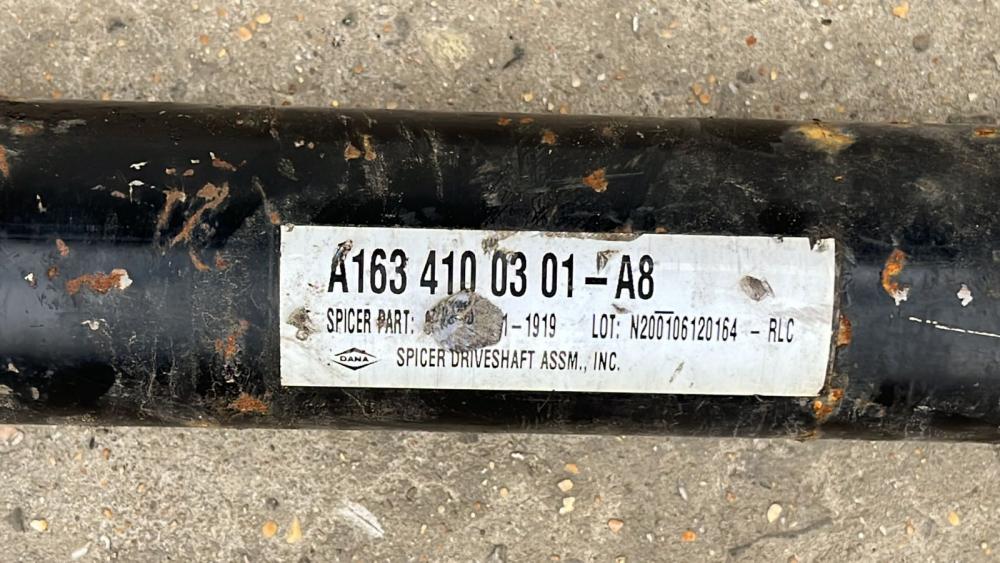 A163 410 03 01-A8
SPICER PART: 1-1919 LOT: N200106120164 - RLC
DANA SPICER DRIVESHAFT ASSM., INC.